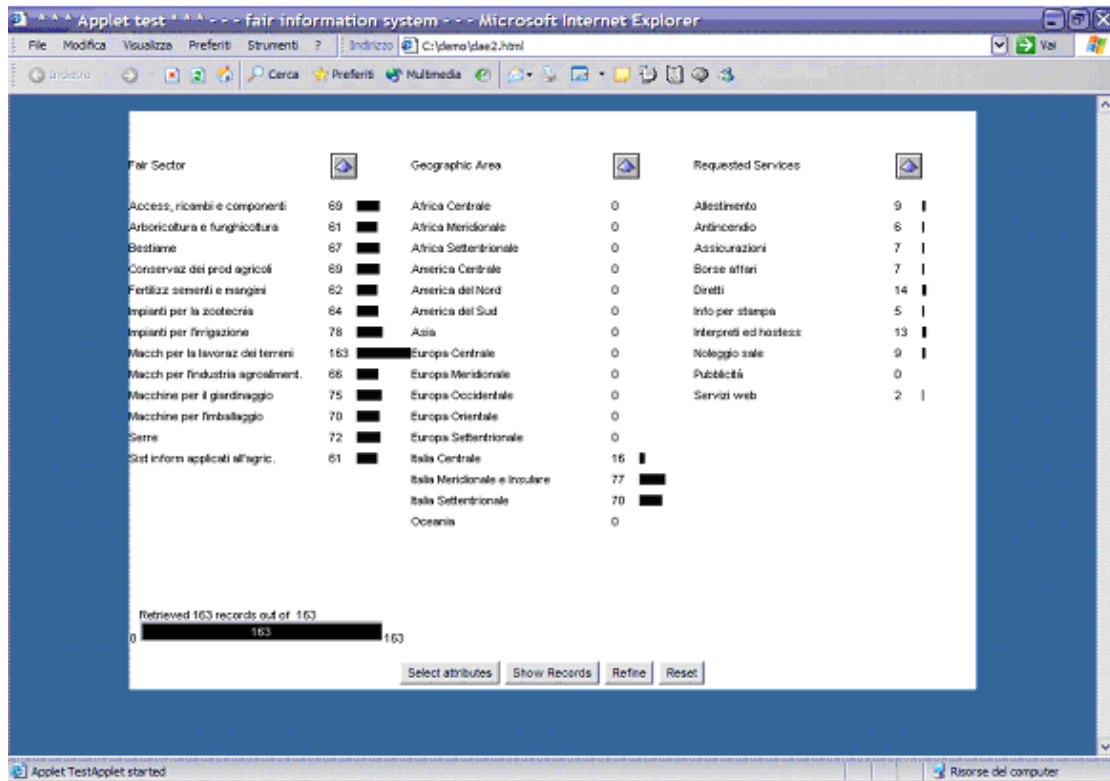 ^ ^ ^ Applet test ^ ^ ^ - - - fair information system - - - Microsoft Internet Explorer
File Modifica Visualizza Preferiti Strumenti ? Indirizzo C:\demo\dae2.html Vai
Indietro Cerca Preferiti Multimedia
Fair Sector Geographic Area Requested Services
Access, ricambi e componenti 69 Africa Centrale 0 Allestimento 9
Arboricoltura e funghicoltura 61 Africa Meridionale 0 Antincendio 6
Bestiame 67 Africa Settentrionale 0 Assicurazioni 7
Conservaz dei prod agricoli 69 America Centrale 0 Borse affari 7
Fertilizz sementi e mangimi 62 America del Nord 0 Diretti 14
Impianti per la zootecnia 64 America del Sud 0 Info per stampa 5
Impianti per l'irrigazione 78 Asia 0 Interpreti ed hostess 13
Macch per la lavoraz dei terreni 163 Europa Centrale 0 Noleggio sale 9
Macch per l'industria agroaliment. 66 Europa Meridionale 0 Pubblicità 0
Macchine per il giardinaggio 75 Europa Occidentale 0 Servizi web 2
Macchine per l'imballaggio 70 Europa Orientale 0
Serre 72 Europa Settentrionale 0
Sist inform applicati all'agric. 61 Italia Centrale 16
Italia Meridionale e Insulare 77
Italia Settentrionale 70
Oceania 0
Retrieved 163 records out of 163
0 163 163
Select attributes Show Records Refine Reset
Applet TestApplet started Risorse del computer